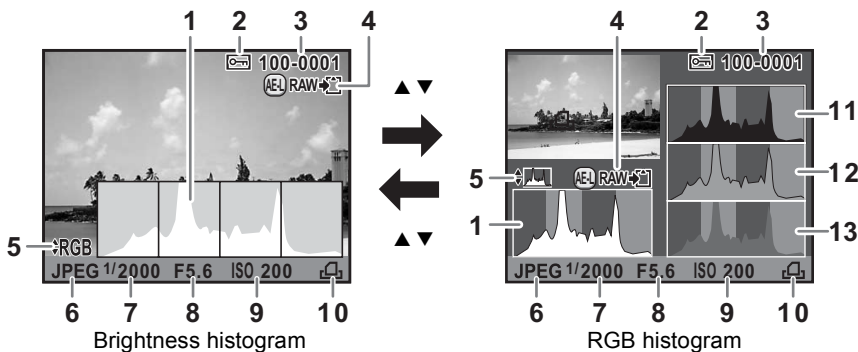 1 2 3 4
100-0001
AE-L RAW
▲▼
▲▼
5
RGB
JPEG 1/2000 F5.6 ISO 200
6 7 8 9 10
Brightness histogram
4 2 3
100-0001
11
5 AE-L RAW
12
1
13
JPEG 1/2000 F5.6 ISO 200
6 7 8 9 10
RGB histogram